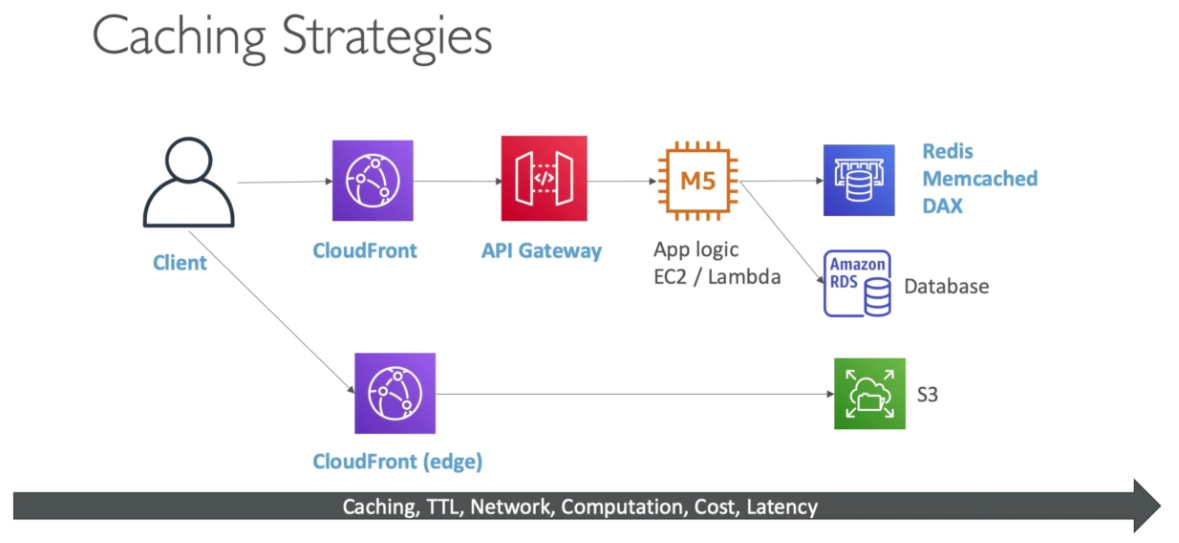 Caching Strategies
Client
CloudFront
</>
API Gateway
M5
App logic
EC2 / Lambda
Redis
Memcached
DAX
Amazon
RDS
Database
CloudFront (edge)
S3
Caching, TTL, Network, Computation, Cost, Latency